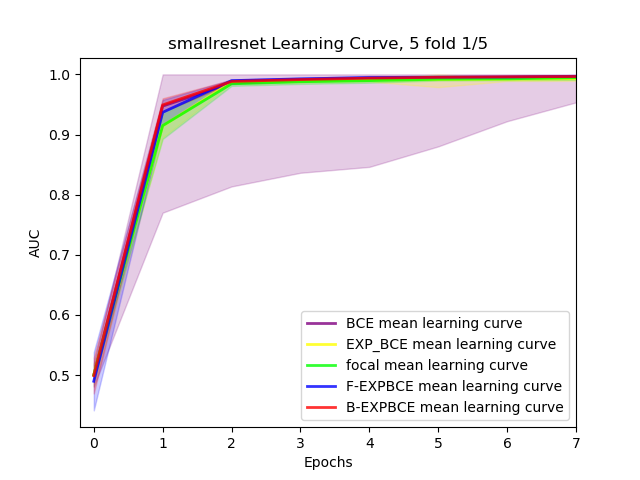 smallresnet Learning Curve, 5 fold 1/5
1.0
0.9
0.8
0.7
0.6
0.5
AUC
BCE mean learning curve
EXP_BCE mean learning curve
focal mean learning curve
F-EXPBCE mean learning curve
B-EXPBCE mean learning curve
0 1 2 3 4 5 6 7
Epochs